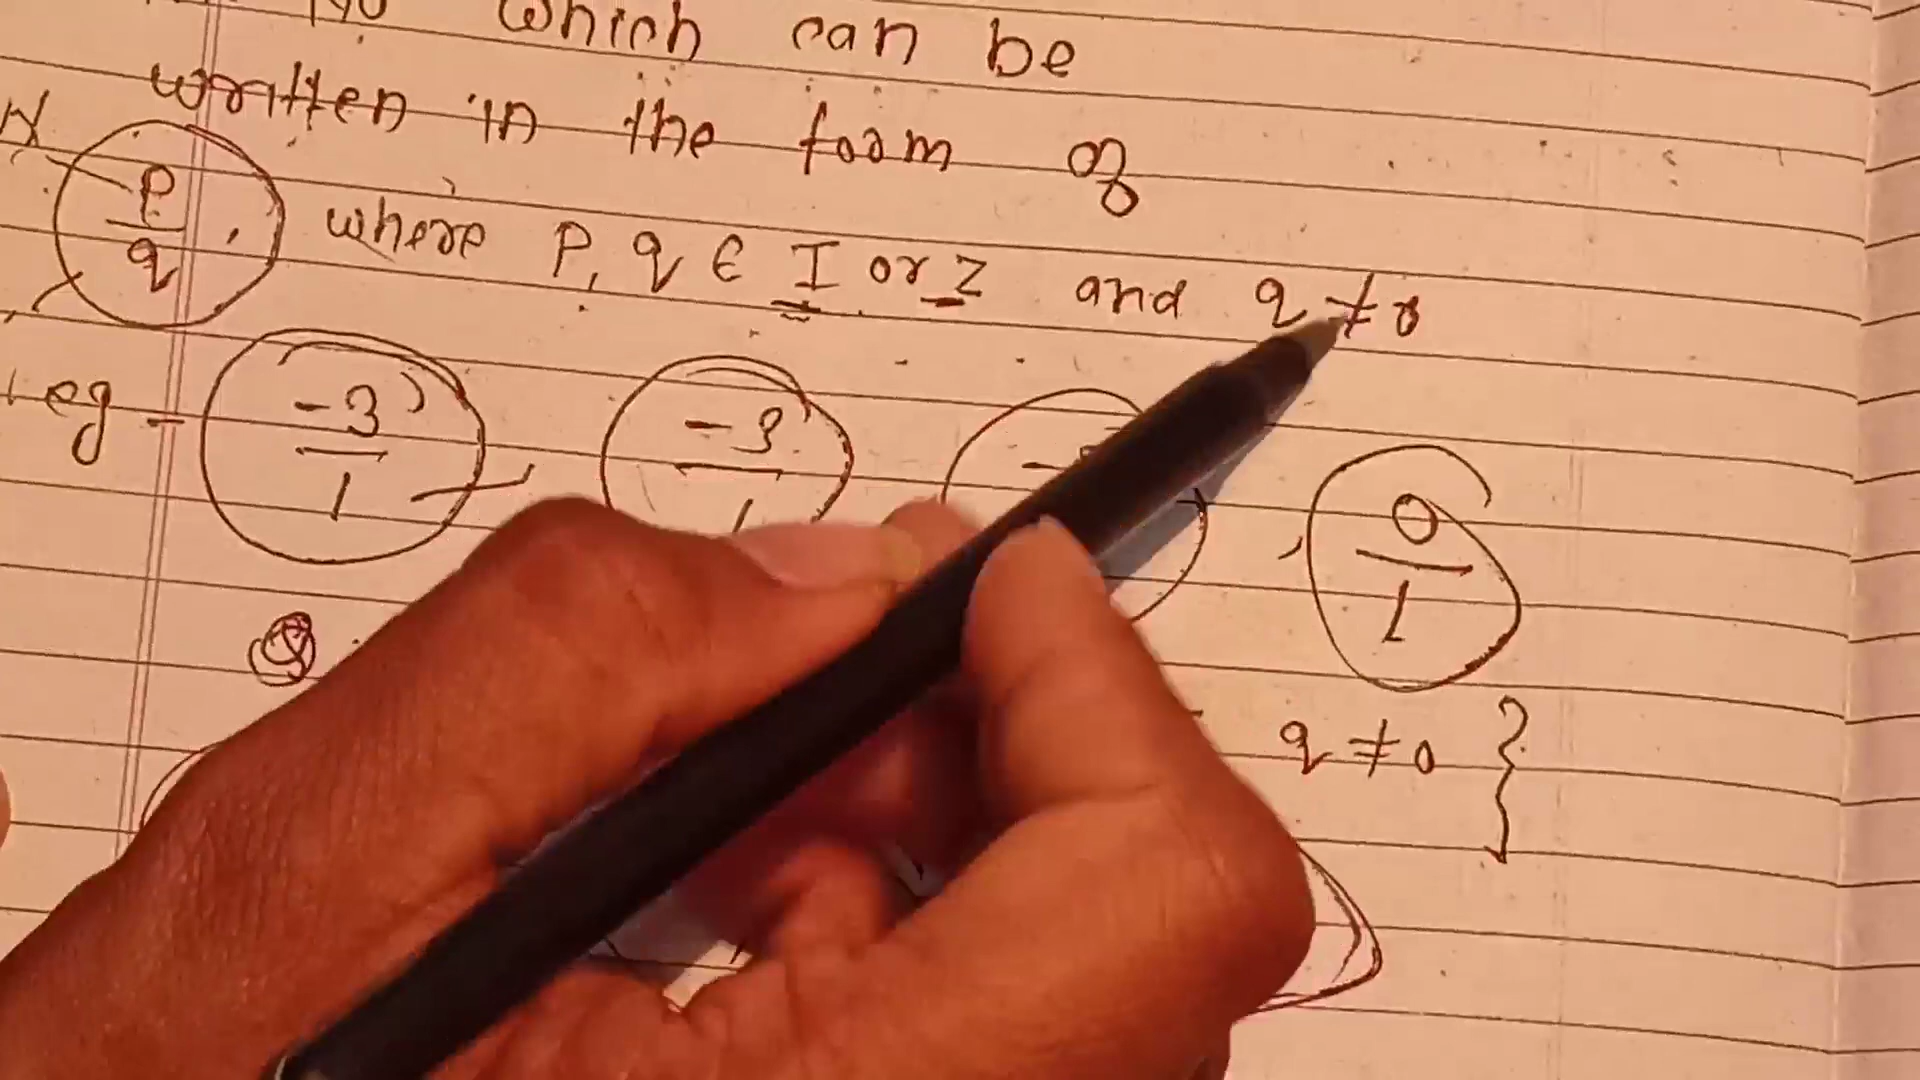 which can be
written in the form of
p/q, where P, q ∈ I or Z and q ≠ 0
eg - -3/1 -3/1 , 0/1
q ≠ 0 }